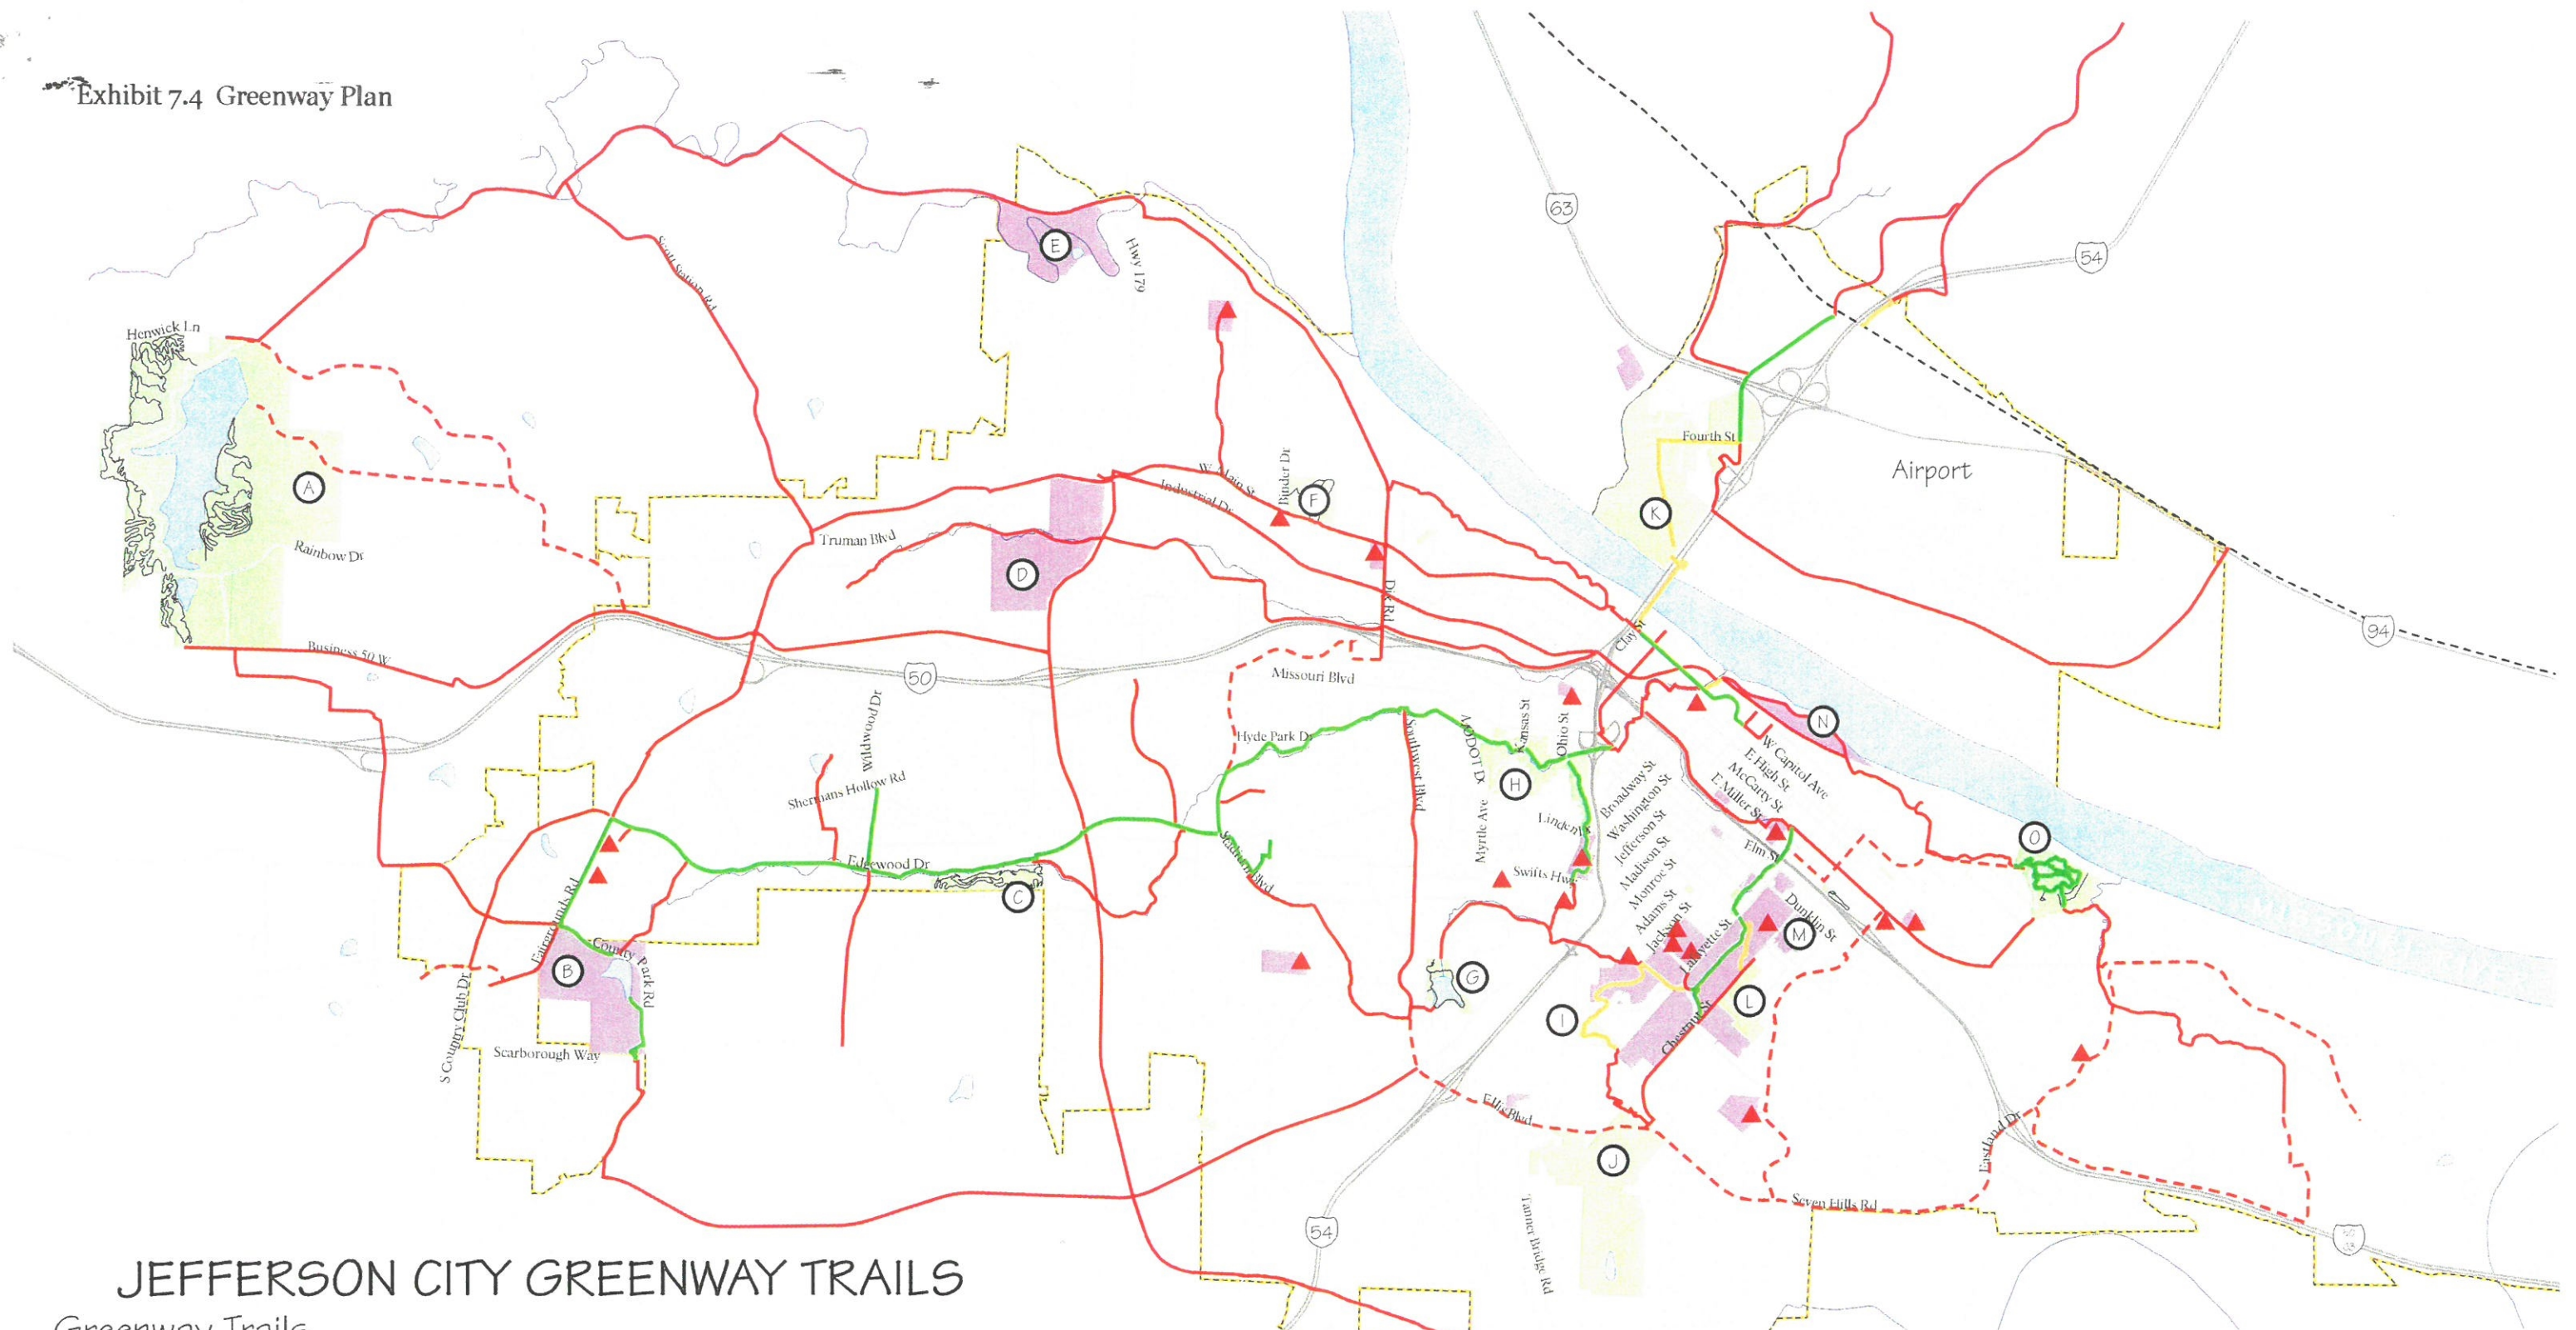 Exhibit 7.4 Greenway Plan
63
54
E
Hwy 179
Scott Station Rd
Henwick Ln
Fourth St
Airport
W Main St
Binder Dr
Industrial Dr
F
A
K
Truman Blvd
Rainbow Dr
D
Dix Rd
94
Clay St
Business 50 W
50
Missouri Blvd
N
Wildwood Dr
Hyde Park Dr
Southwest Blvd
MODOT Dr
Kansas St
Ohio St
W Capitol Ave
E High St
McCarty St
E Miller St
H
Shermans Hollow Rd
Broadway St
Washington St
Jefferson St
Madison St
Monroe St
Adams St
Jackson St
Myrtle Ave
Linden
Elm St
O
Stadium Blvd
Edgewood Dr
Swifts Hwy
C
Fairgrounds Rd
Dunklin St
M
Lafayette St
MISSOURI RIVER
B
County Park Rd
G
L
I
S Country Club Dr
Scarborough Way
Chestnut St
Ellis Blvd
Eastland Dr
J
Seven Hills Rd
Tanner Bridge Rd
54
JEFFERSON CITY GREENWAY TRAILS
Greenway Trails